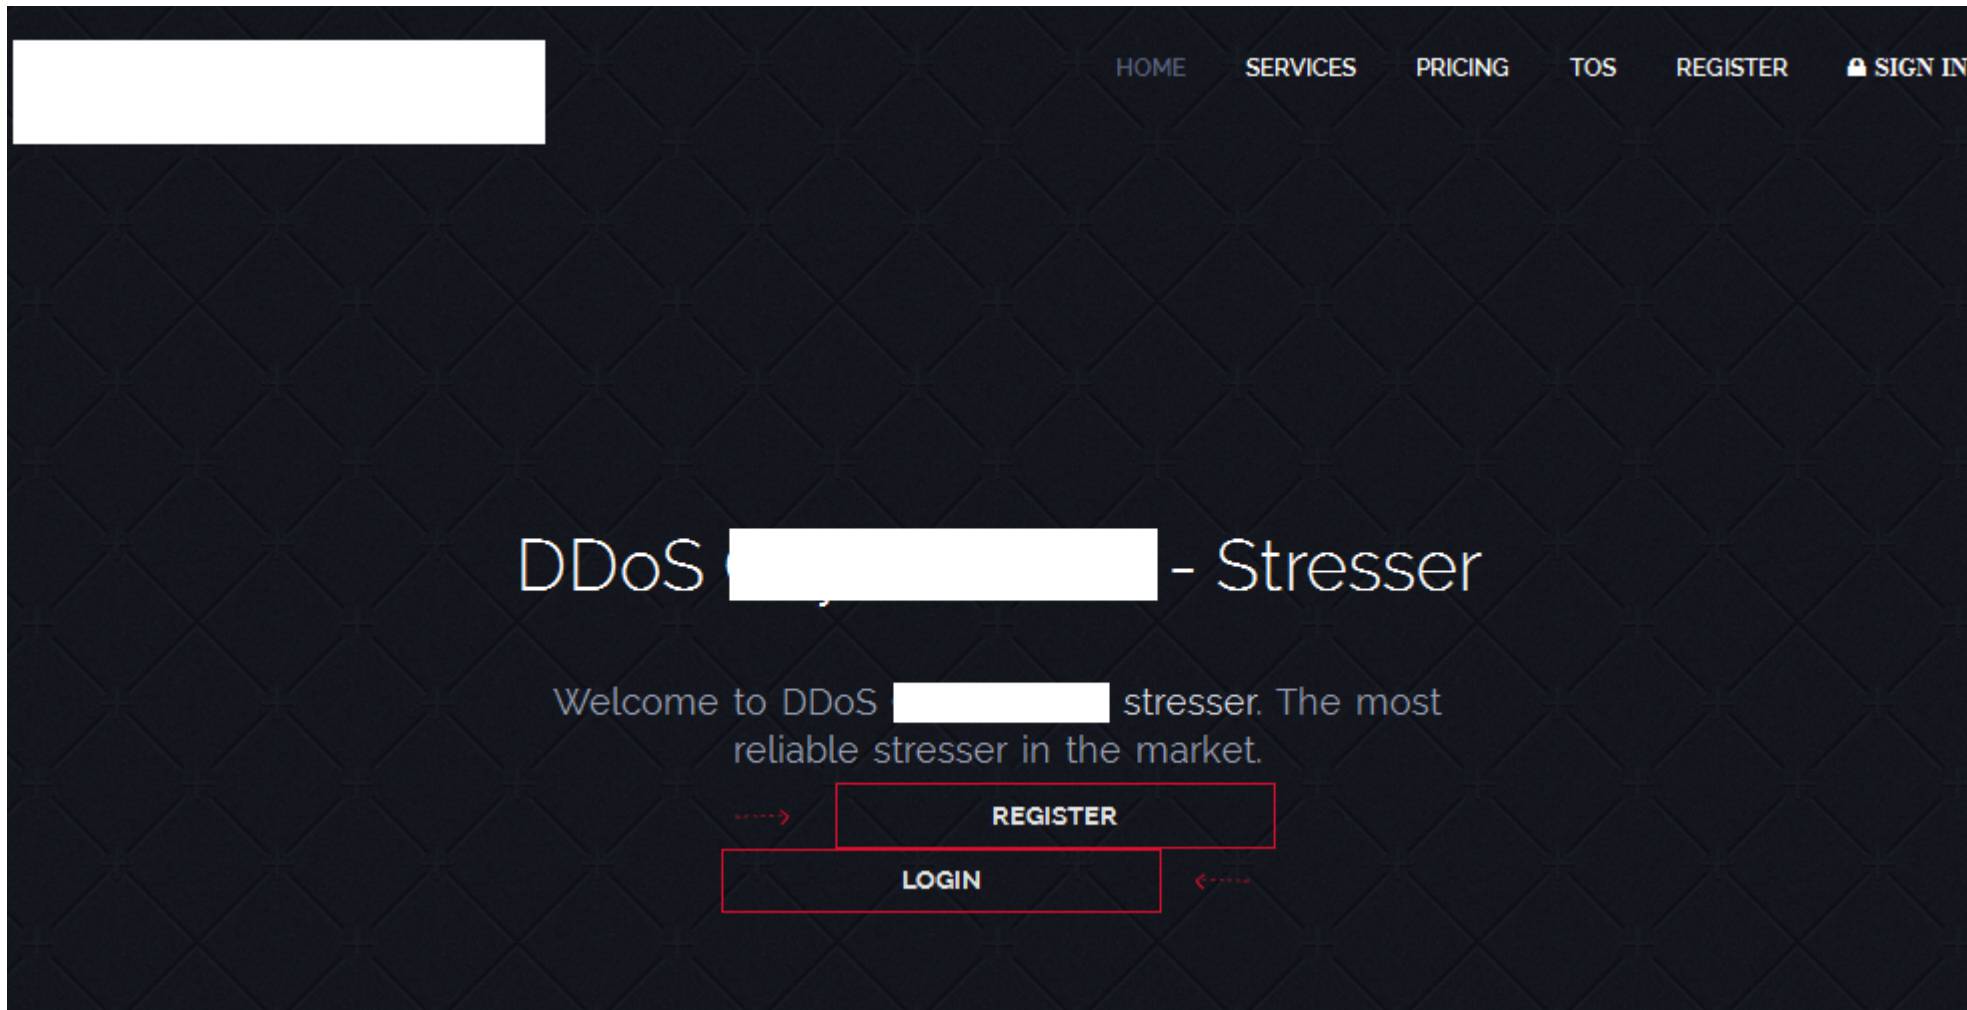 HOME SERVICES PRICING TOS REGISTER SIGN IN
DDoS - Stresser
Welcome to DDoS stresser. The most
reliable stresser in the market.
REGISTER
LOGIN